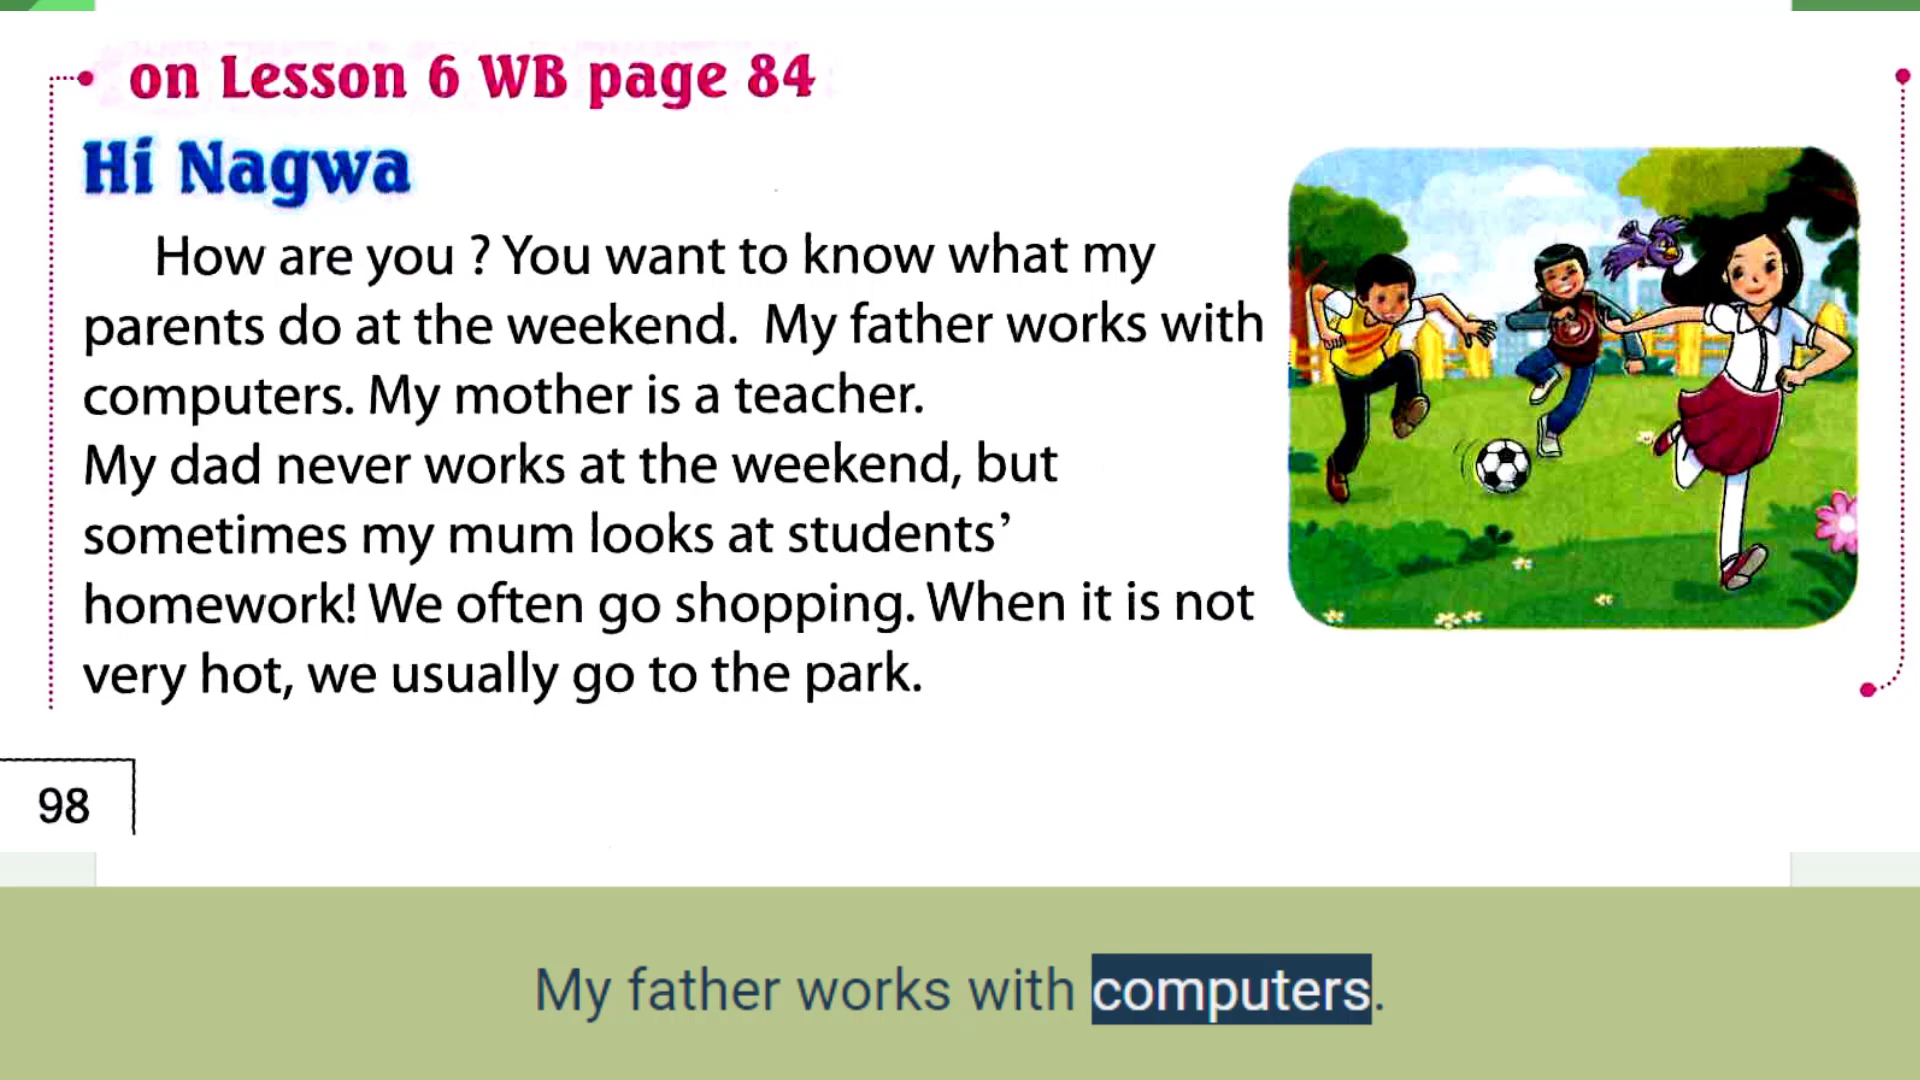 on Lesson 6 WB page 84
Hi Nagwa
How are you ? You want to know what my
parents do at the weekend. My father works with
computers. My mother is a teacher.
My dad never works at the weekend, but
sometimes my mum looks at students’
homework! We often go shopping. When it is not
very hot, we usually go to the park.
98
My father works with computers.